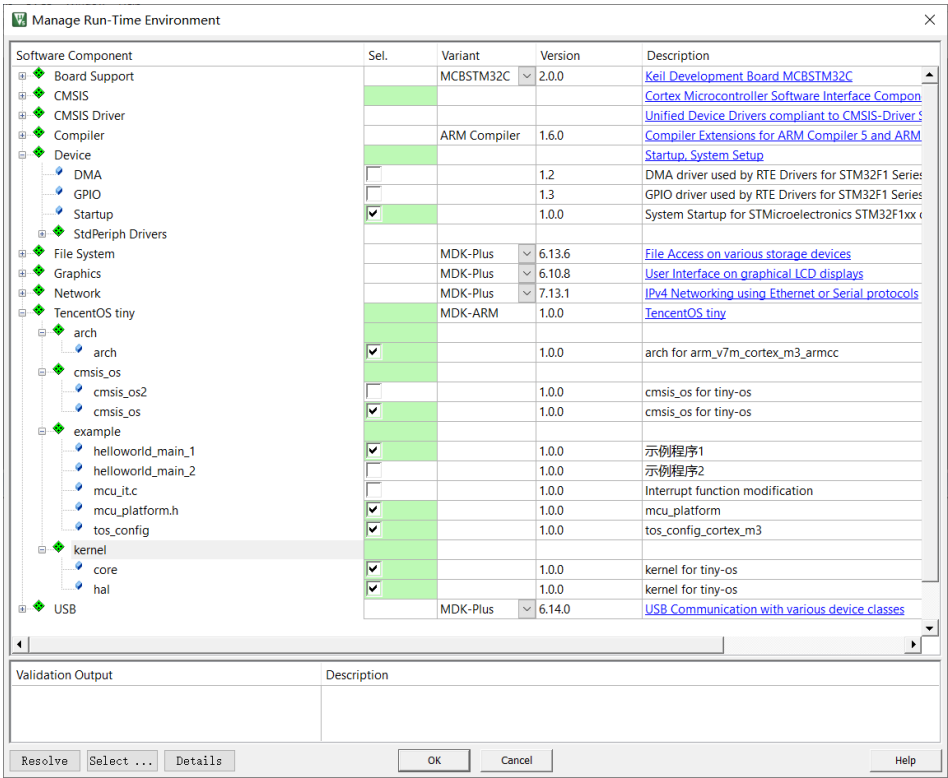 Manage Run-Time Environment
Software Component Sel. Variant Version Description
Board Support MCBSTM32C 2.0.0 Keil Development Board MCBSTM32C
CMSIS Cortex Microcontroller Software Interface Compon
CMSIS Driver Unified Device Drivers compliant to CMSIS-Driver S
Compiler ARM Compiler 1.6.0 Compiler Extensions for ARM Compiler 5 and ARM
Device Startup, System Setup
DMA 1.2 DMA driver used by RTE Drivers for STM32F1 Series
GPIO 1.3 GPIO driver used by RTE Drivers for STM32F1 Series
Startup 1.0.0 System Startup for STMicroelectronics STM32F1xx
StdPeriph Drivers
File System MDK-Plus 6.13.6 File Access on various storage devices
Graphics MDK-Plus 6.10.8 User Interface on graphical LCD displays
Network MDK-Plus 7.13.1 IPv4 Networking using Ethernet or Serial protocols
TencentOS tiny MDK-ARM 1.0.0 TencentOS tiny
arch
arch 1.0.0 arch for arm_v7m_cortex_m3_armcc
cmsis_os
cmsis_os2 1.0.0 cmsis_os for tiny-os
cmsis_os 1.0.0 cmsis_os for tiny-os
example
helloworld_main_1 1.0.0 示例程序1
helloworld_main_2 1.0.0 示例程序2
mcu_it.c 1.0.0 Interrupt function modification
mcu_platform.h 1.0.0 mcu_platform
tos_config 1.0.0 tos_config_cortex_m3
kernel
core 1.0.0 kernel for tiny-os
hal 1.0.0 kernel for tiny-os
USB MDK-Plus 6.14.0 USB Communication with various device classes
Validation Output Description
Resolve Select ... Details OK Cancel Help